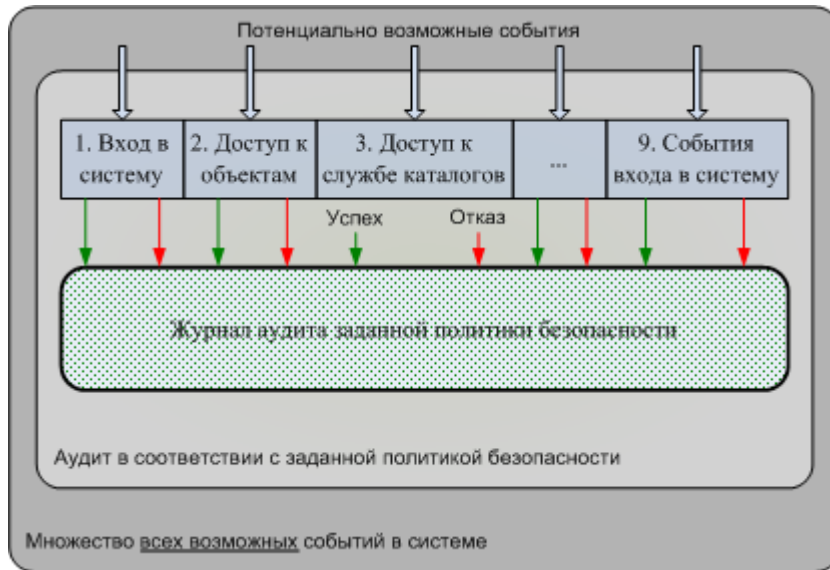 Потенциально возможные события
1. Вход в
систему
2. Доступ к
объектам
3. Доступ к
службе каталогов
...
9. События
входа в систему
Успех
Отказ
Журнал аудита заданной политики безопасности
Аудит в соответствии с заданной политикой безопасности
Множество всех возможных событий в системе